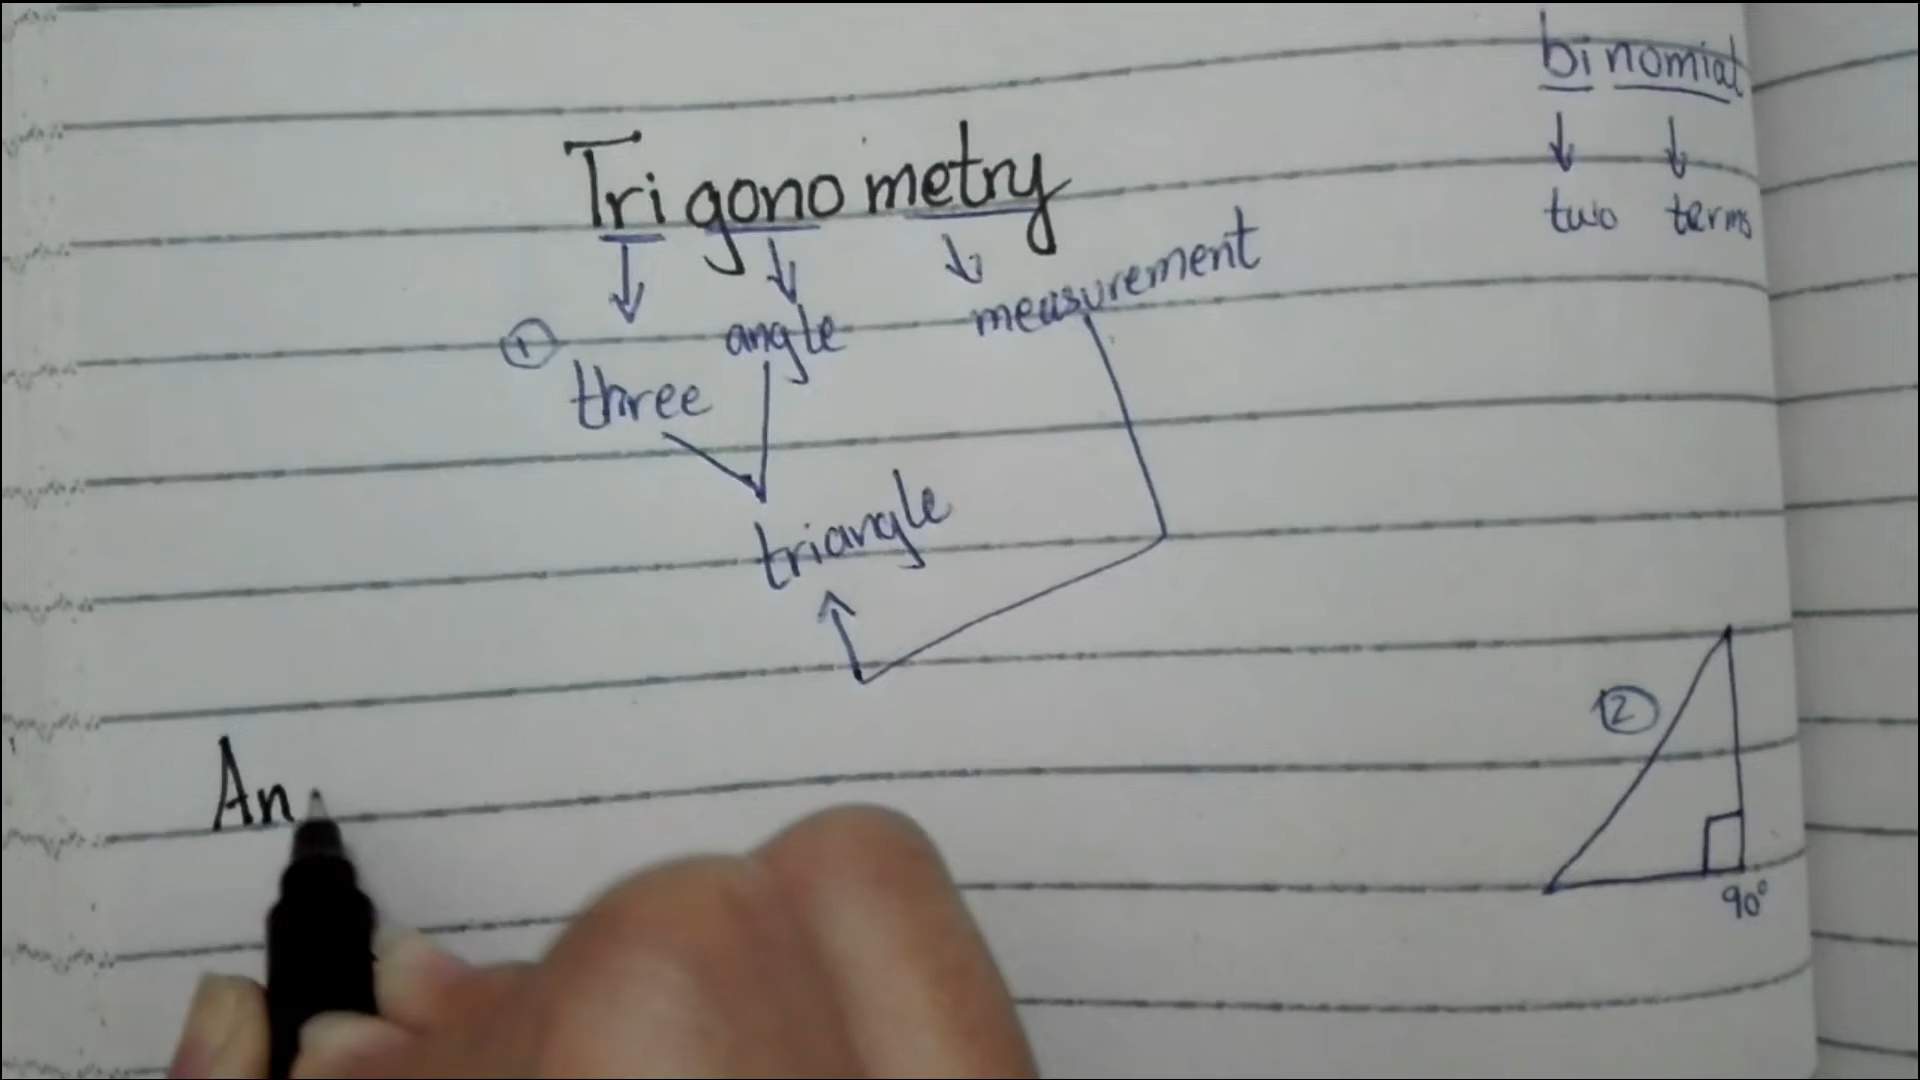 binomial
two terms
Trigonometry
① three angle measurement
triangle
②
90°
An